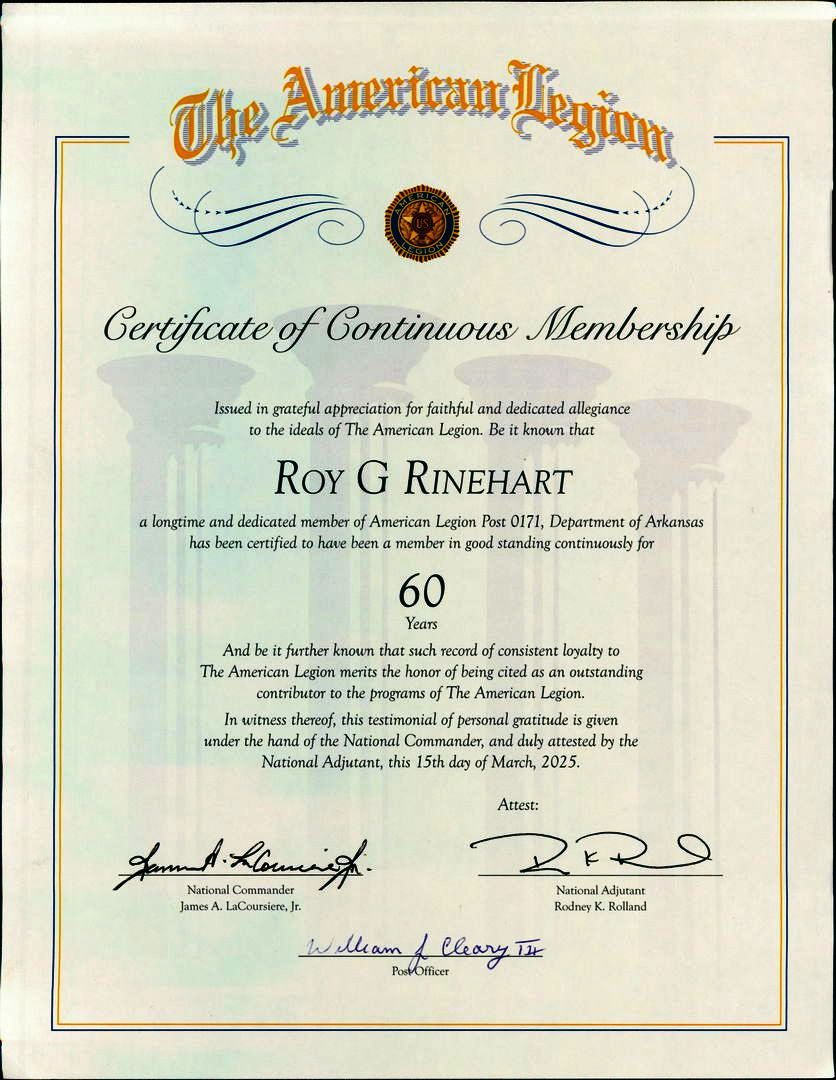 The American Legion
AMERICAN
US
LEGION
Certificate of Continuous Membership
Issued in grateful appreciation for faithful and dedicated allegiance
to the ideals of The American Legion. Be it known that
ROY G RINEHART
a longtime and dedicated member of American Legion Post 0171, Department of Arkansas
has been certified to have been a member in good standing continuously for
60
Years
And be it further known that such record of consistent loyalty to
The American Legion merits the honor of being cited as an outstanding
contributor to the programs of The American Legion.
In witness thereof, this testimonial of personal gratitude is given
under the hand of the National Commander, and duly attested by the
National Adjutant, this 15th day of March, 2025.
Attest:
James A. LaCoursiere Jr.
R K R
National Commander
National Adjutant
James A. LaCoursiere, Jr.
Rodney K. Rolland
William J Cleary III
Post Officer